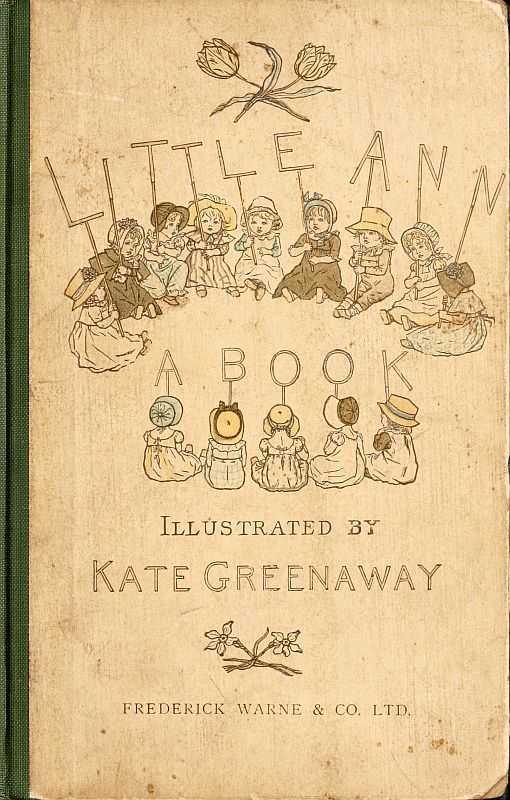 LITTLE ANN
A BOOK
ILLUSTRATED BY
KATE GREENAWAY
FREDERICK WARNE & CO. LTD.